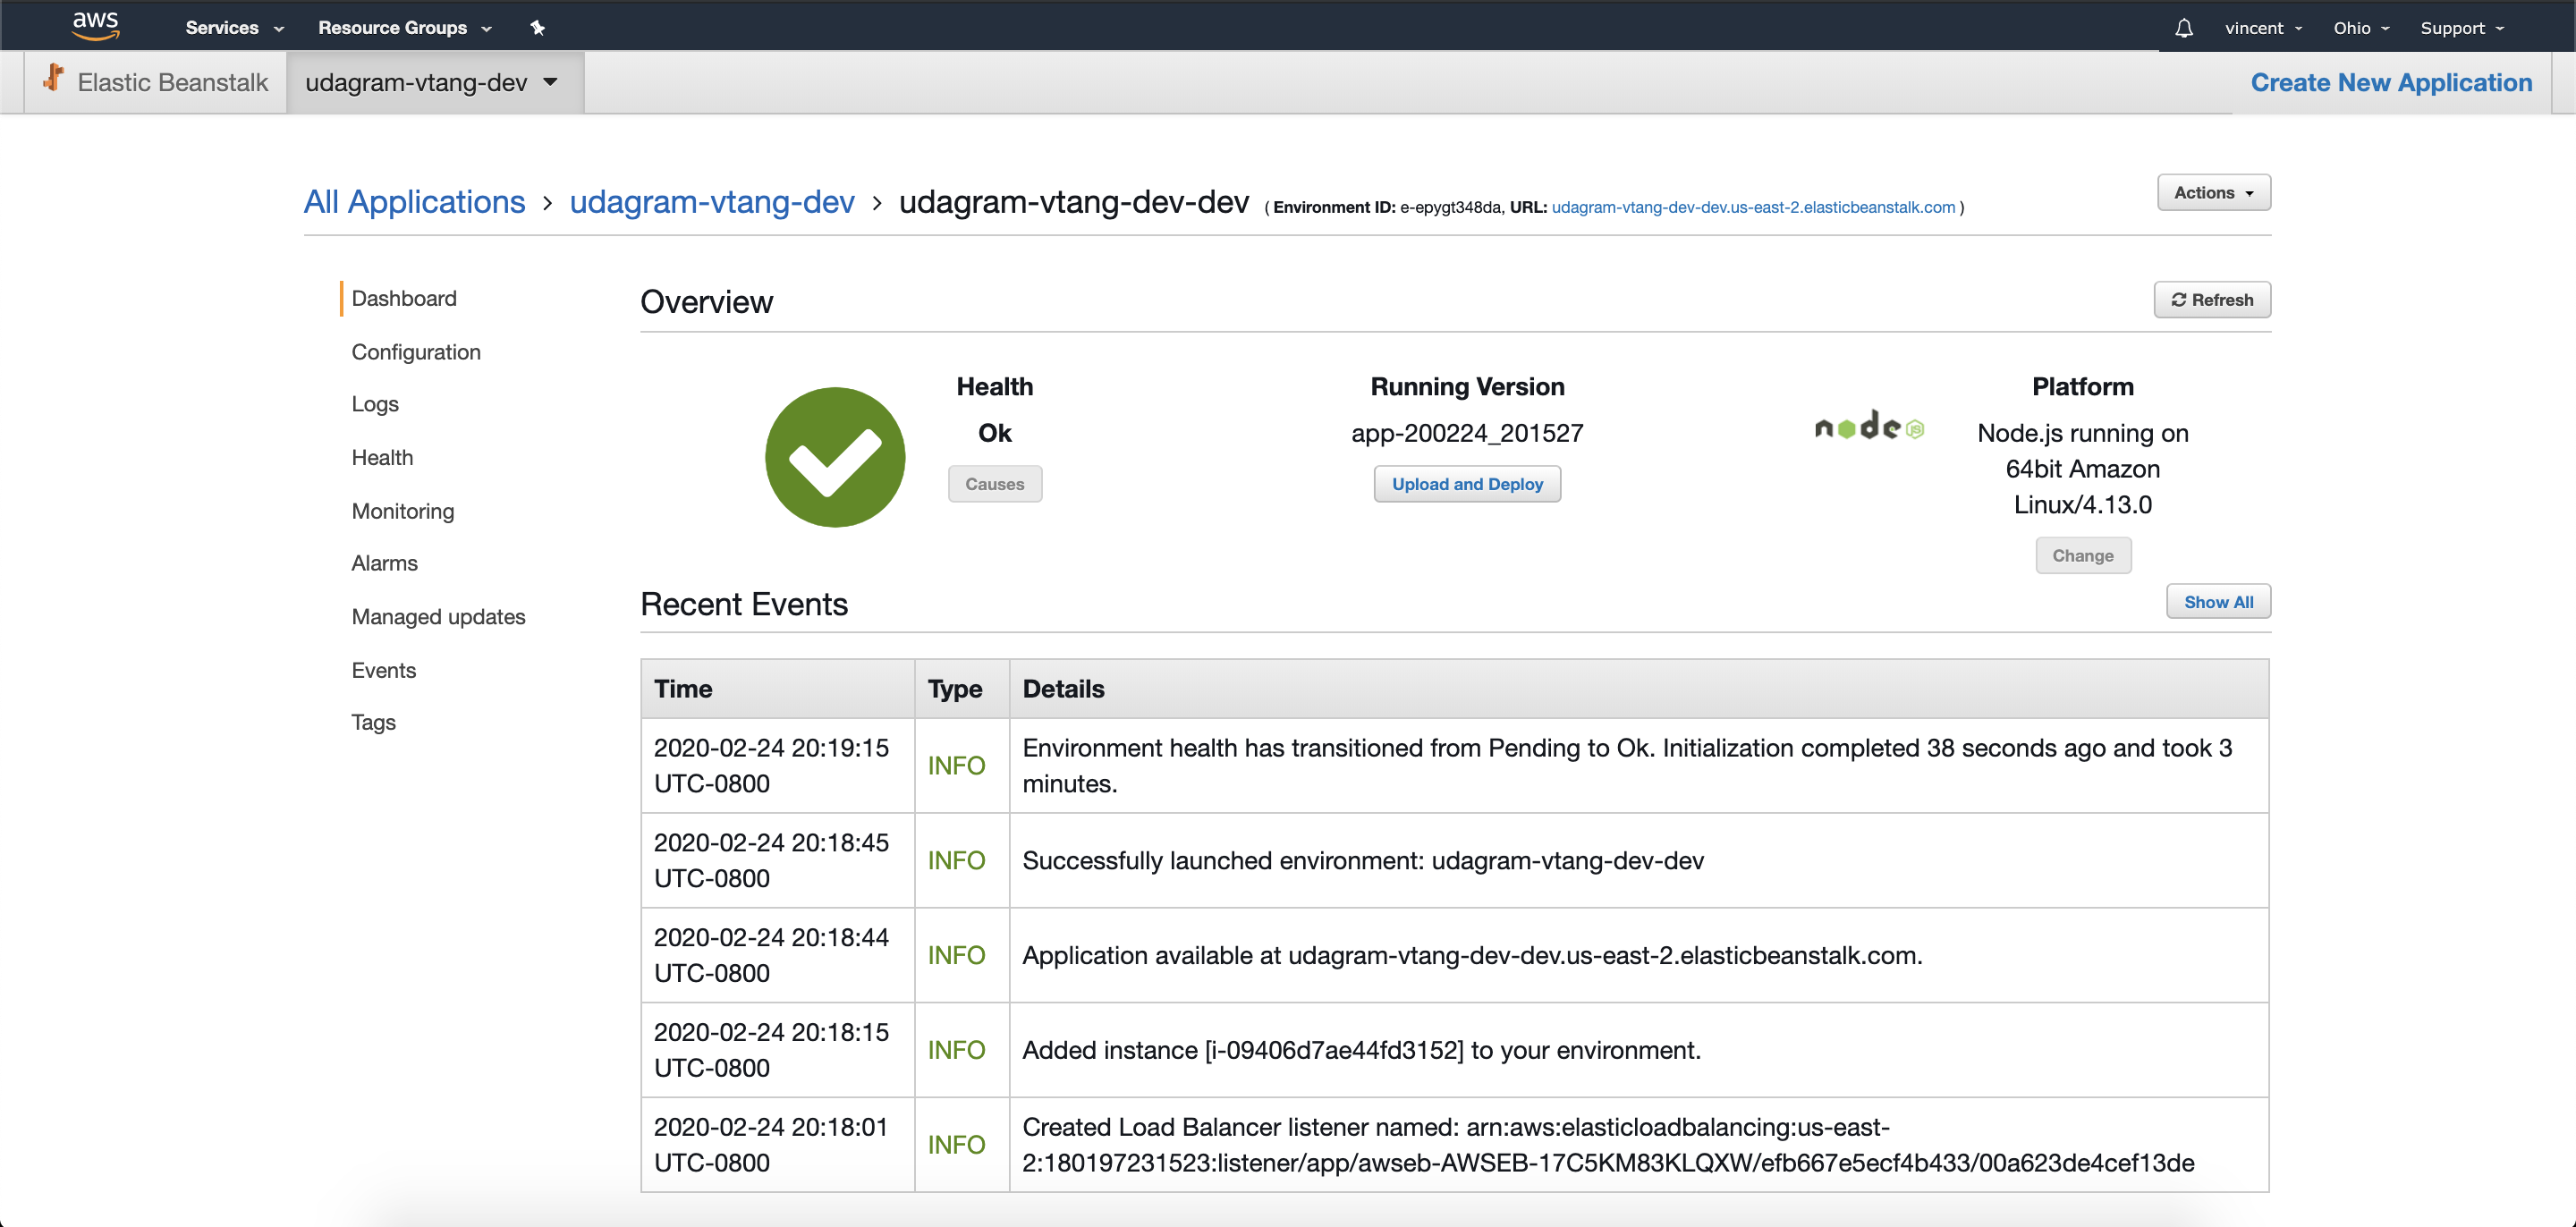 aws Services Resource Groups vincent Ohio Support
Elastic Beanstalk udagram-vtang-dev Create New Application
All Applications > udagram-vtang-dev > udagram-vtang-dev-dev ( Environment ID: e-epygt348da, URL: udagram-vtang-dev-dev.us-east-2.elasticbeanstalk.com ) Actions
Dashboard
Configuration
Logs
Health
Monitoring
Alarms
Managed updates
Events
Tags
Overview Refresh
Health
Ok
Causes
Running Version
app-200224_201527
Upload and Deploy
node JS
Platform
Node.js running on
64bit Amazon
Linux/4.13.0
Change
Recent Events Show All
Time Type Details
2020-02-24 20:19:15
UTC-0800
INFO
Environment health has transitioned from Pending to Ok. Initialization completed 38 seconds ago and took 3
minutes.
2020-02-24 20:18:45
UTC-0800
INFO
Successfully launched environment: udagram-vtang-dev-dev
2020-02-24 20:18:44
UTC-0800
INFO
Application available at udagram-vtang-dev-dev.us-east-2.elasticbeanstalk.com.
2020-02-24 20:18:15
UTC-0800
INFO
Added instance [i-09406d7ae44fd3152] to your environment.
2020-02-24 20:18:01
UTC-0800
INFO
Created Load Balancer listener named: arn:aws:elasticloadbalancing:us-east-
2:180197231523:listener/app/awseb-AWSEB-17C5KM83KLQXW/efb667e5ecf4b433/00a623de4cef13de